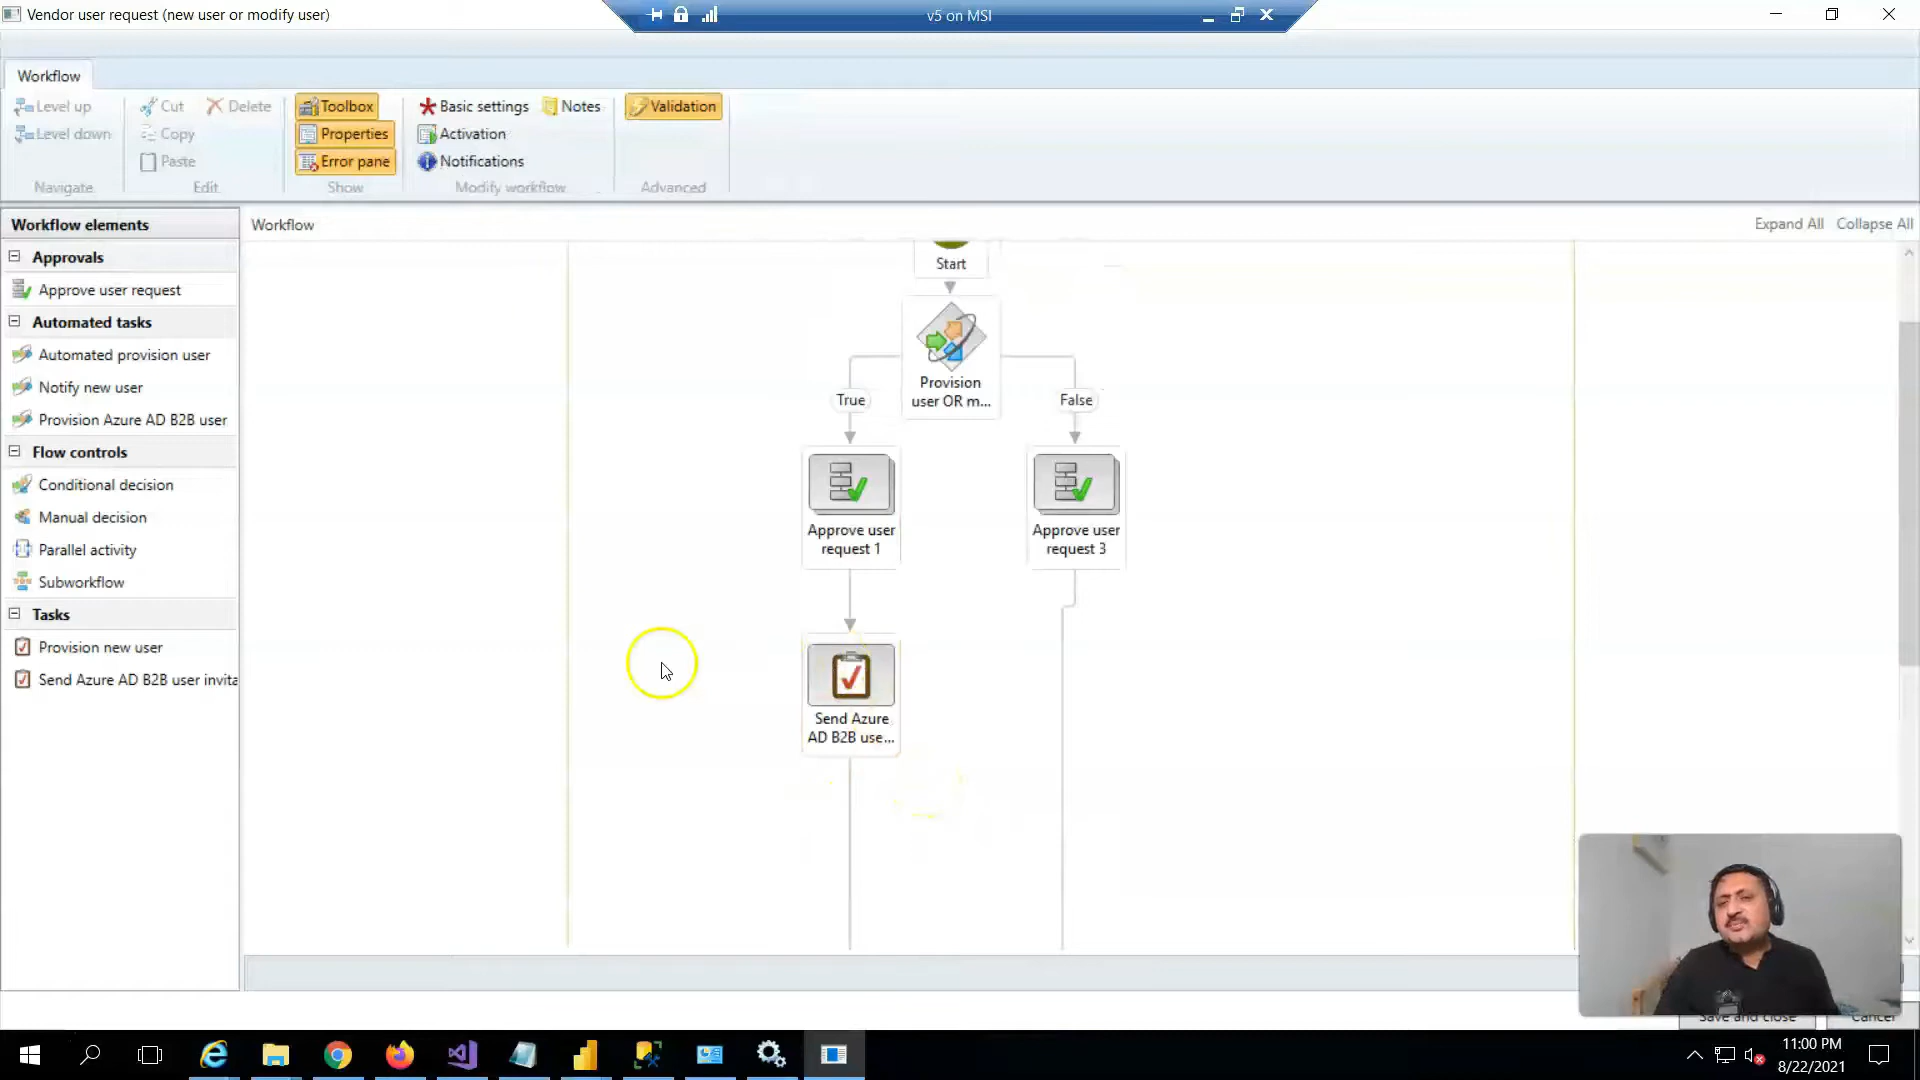 Vendor user request (new user or modify user)
v5 on MSI
Workflow
Level up
Level down
Navigate
Cut
Delete
Copy
Paste
Edit
Toolbox
Properties
Error pane
Show
Basic settings
Notes
Activation
Notifications
Modify workflow
Validation
Advanced
Workflow elements
Approvals
Approve user request
Automated tasks
Automated provision user
Notify new user
Provision Azure AD B2B user
Flow controls
Conditional decision
Manual decision
Parallel activity
Subworkflow
Tasks
Provision new user
Send Azure AD B2B user invita
Workflow
Expand All
Collapse All
Start
Provision
user OR m...
True
False
Approve user
request 1
Approve user
request 3
Send Azure
AD B2B use...
Save and close
Cancel
11:00 PM
8/22/2021